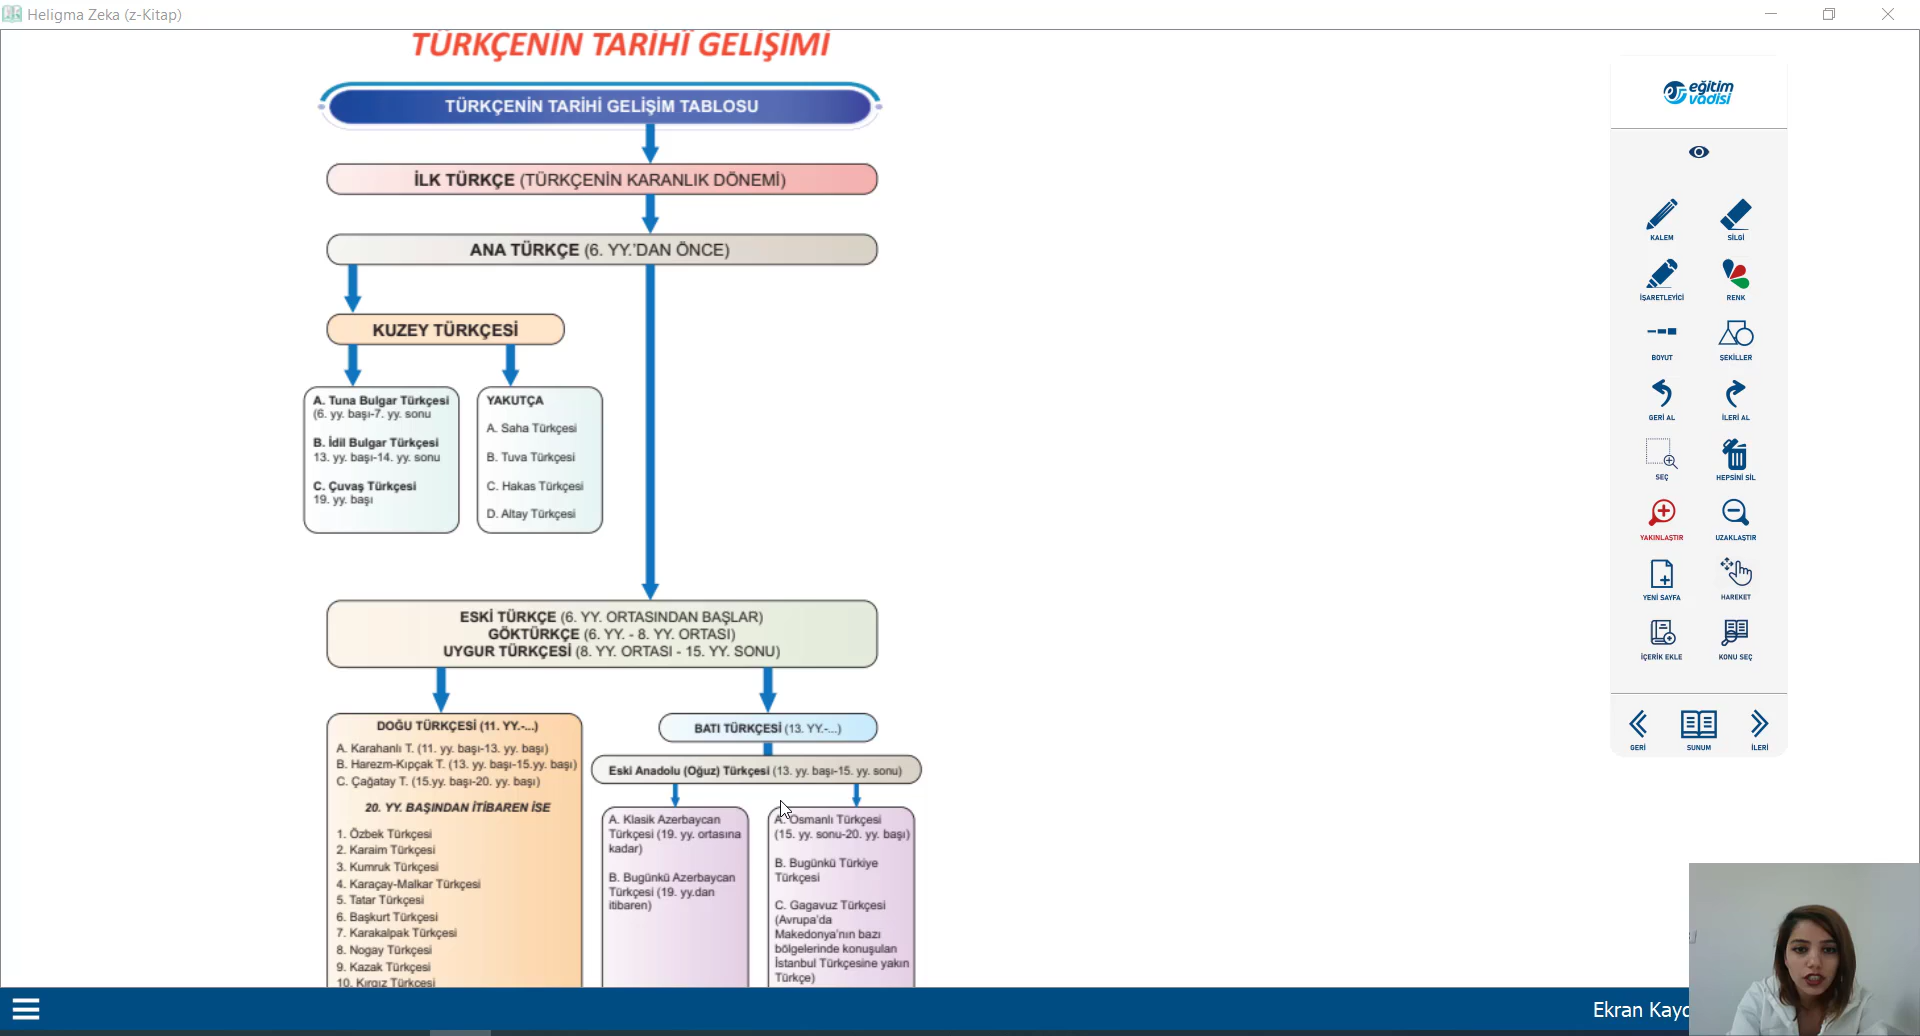 Heligma Zeka (z-Kitap)
TÜRKÇENİN TARİHİ GELİŞİMİ
TÜRKÇENİN TARİHİ GELİŞİM TABLOSU
İLK TÜRKÇE (TÜRKÇENİN KARANLIK DÖNEMİ)
ANA TÜRKÇE (6. YY.'DAN ÖNCE)
KUZEY TÜRKÇESİ
A. Tuna Bulgar Türkçesi
(6. yy. başı-7. yy. sonu
B. İdil Bulgar Türkçesi
13. yy. başı-14. yy. sonu
C. Çuvaş Türkçesi
19. yy. başı
YAKUTÇA
A. Saha Türkçesi
B. Tuva Türkçesi
C. Hakas Türkçesi
D. Altay Türkçesi
ESKİ TÜRKÇE (6. YY. ORTASINDAN BAŞLAR)
GÖKTÜRKÇE (6. YY. - 8. YY. ORTASI)
UYGUR TÜRKÇESİ (8. YY. ORTASI - 15. YY. SONU)
DOĞU TÜRKÇESİ (11. YY.-...)
A. Karahanlı T. (11. yy. başı-13. yy. başı)
B. Harezm-Kıpçak T. (13. yy. başı-15.yy. başı)
C. Çağatay T. (15.yy. başı-20. yy. başı)
20. YY. BAŞINDAN İTİBAREN İSE
1. Özbek Türkçesi
2. Karaim Türkçesi
3. Kumruk Türkçesi
4. Karaçay-Malkar Türkçesi
5. Tatar Türkçesi
6. Başkurt Türkçesi
7. Karakalpak Türkçesi
8. Nogay Türkçesi
9. Kazak Türkçesi
10. Kırgız Türkçesi
BATI TÜRKÇESİ (13. YY.-...)
Eski Anadolu (Oğuz) Türkçesi (13. yy. başı-15. yy. sonu)
A. Klasik Azerbaycan
Türkçesi (19. yy. ortasına
kadar)
B. Bugünkü Azerbaycan
Türkçesi (19. yy.dan
itibaren)
A. Osmanlı Türkçesi
(15. yy. sonu-20. yy. başı)
B. Bugünkü Türkiye
Türkçesi
C. Gagavuz Türkçesi
(Avrupa'da
Makedonya'nın bazı
bölgelerinde konuşulan
İstanbul Türkçesine yakın
Türkçe)
eğitim
vadisi
KALEM
SİLGİ
İŞARETLEYİCİ
RENK
BOYUT
ŞEKİLLER
GERİ AL
İLERİ AL
SEÇ
HEPSİNİ SİL
YAKINLAŞTIR
UZAKLAŞTIR
YENİ SAYFA
HAREKET
İÇERİK EKLE
KONU SEÇ
GERİ
SUNUM
İLERİ
Ekran